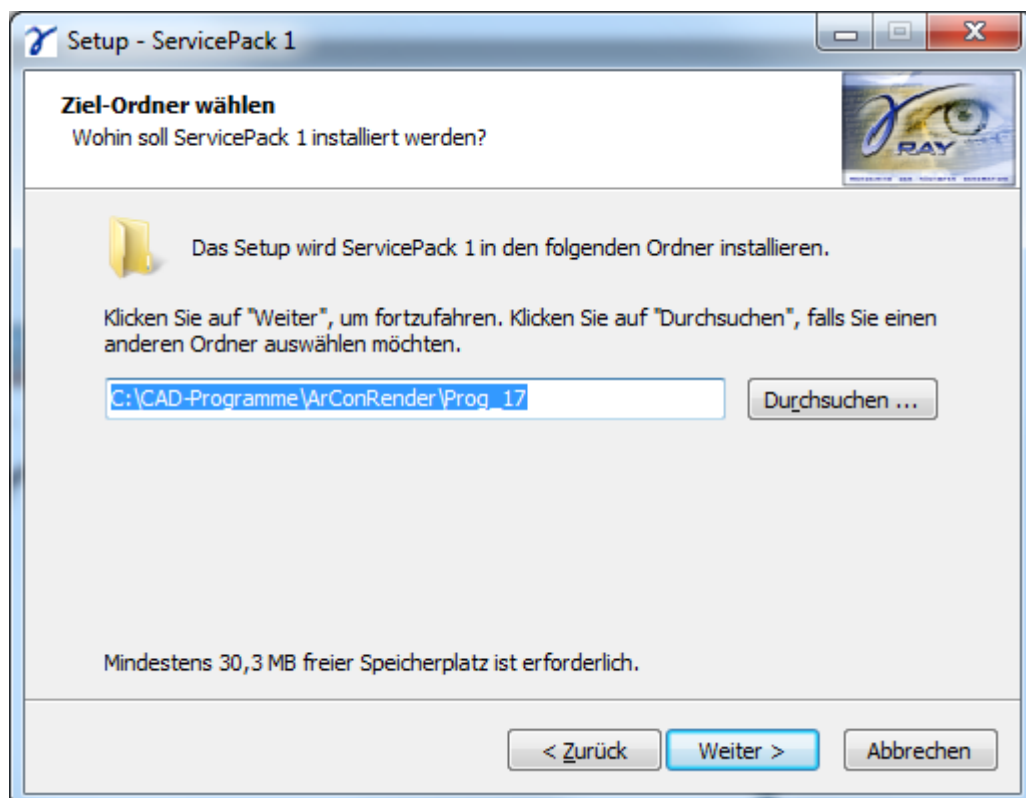 Setup - ServicePack 1
Ziel-Ordner wählen
Wohin soll ServicePack 1 installiert werden?
RAY
Das Setup wird ServicePack 1 in den folgenden Ordner installieren.
Klicken Sie auf "Weiter", um fortzufahren. Klicken Sie auf "Durchsuchen", falls Sie einen
anderen Ordner auswählen möchten.
C:\CAD-Programme\ArConRender\Prog_17
Durchsuchen ...
Mindestens 30,3 MB freier Speicherplatz ist erforderlich.
< Zurück
Weiter >
Abbrechen